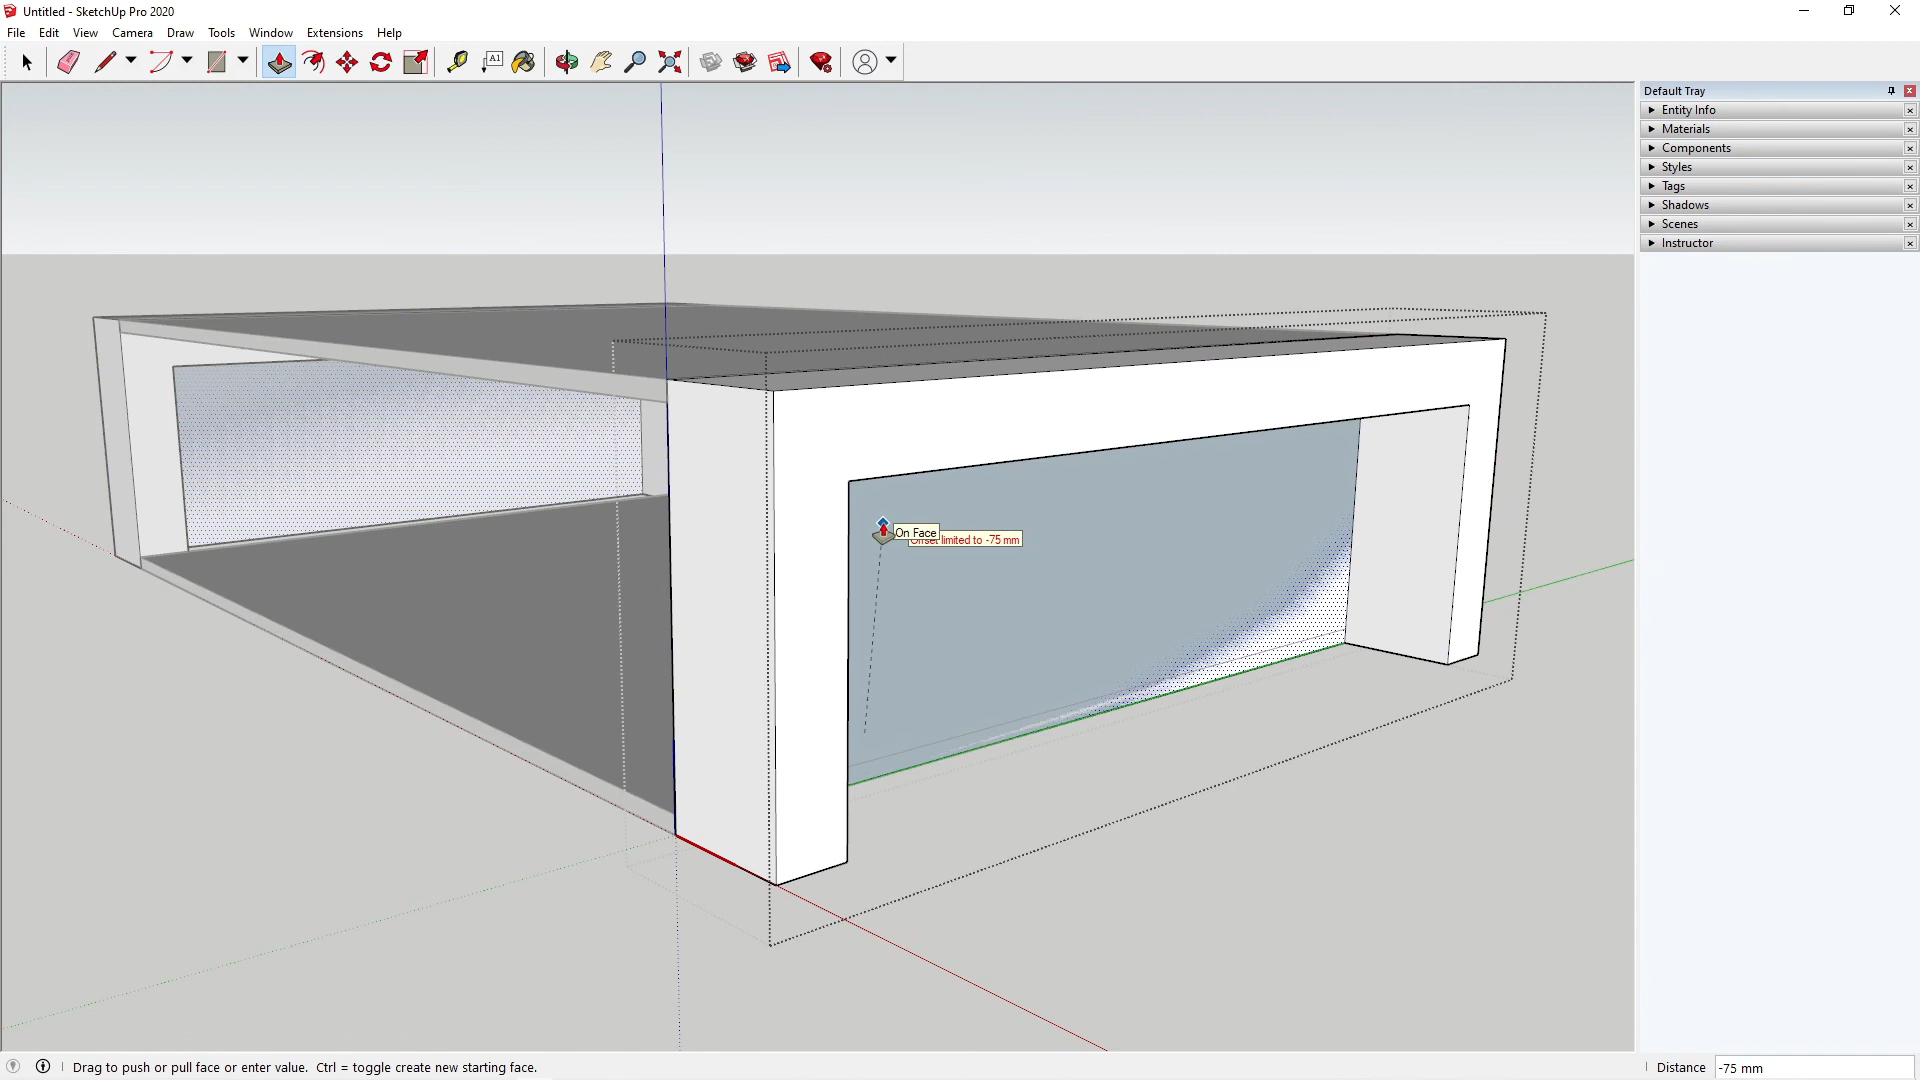 Untitled - SketchUp Pro 2020
File Edit View Camera Draw Tools Window Extensions Help
A1
Default Tray
Entity Info
Materials
Components
Styles
Tags
Shadows
Scenes
Instructor
On Face
Offset limited to -75 mm
Drag to push or pull face or enter value. Ctrl = toggle create new starting face.
Distance -75 mm